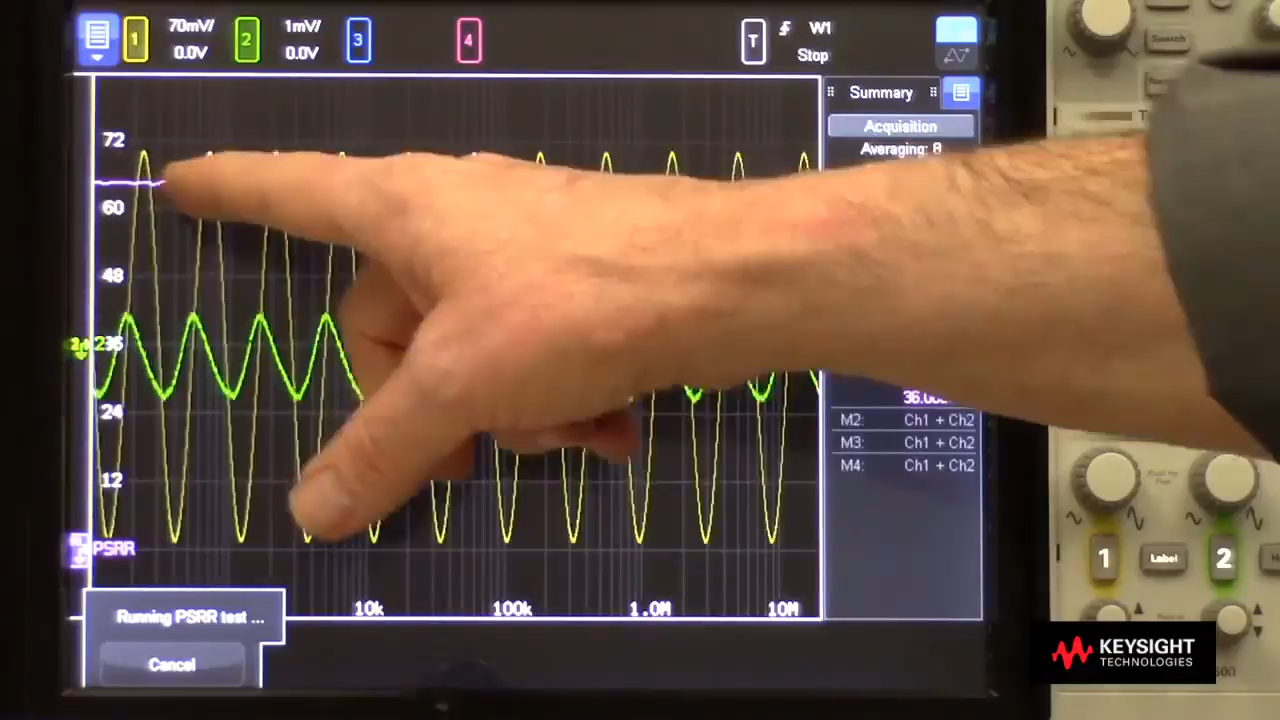 1
70mV/
0.0V
2
1mV/
0.0V
3
4
T
W1
Stop
Summary
Acquisition
Averaging: 8
72
60
48
36
24
12
PSRR
M2: Ch1 + Ch2
M3: Ch1 + Ch2
M4: Ch1 + Ch2
10k
100k
1.0M
10M
Running PSRR test ...
Cancel
Search
1
Label
2
KEYSIGHT
TECHNOLOGIES